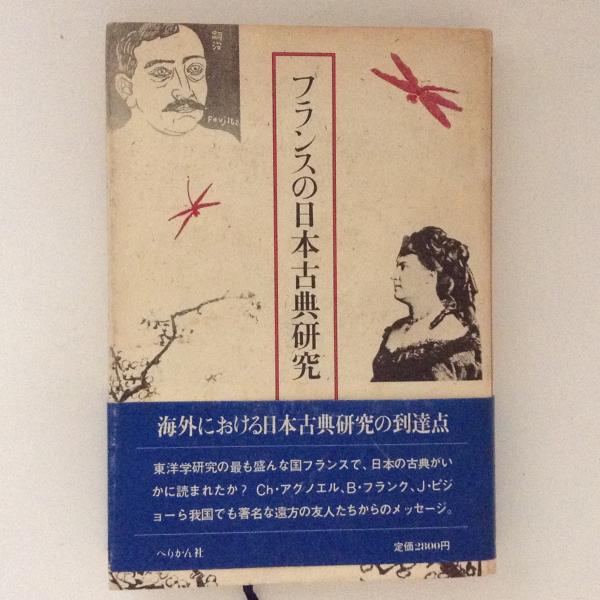 嗣治
Foujita
フランスの日本古典研究
海外における日本古典研究の到達点
東洋学研究の最も盛んな国フランスで、日本の古典がい
かに読まれたか? Ch・アグノエル、B・フランク、J・ピジ
ョーら我国でも著名な遠方の友人たちからのメッセージ。
ぺりかん社
定価2800円